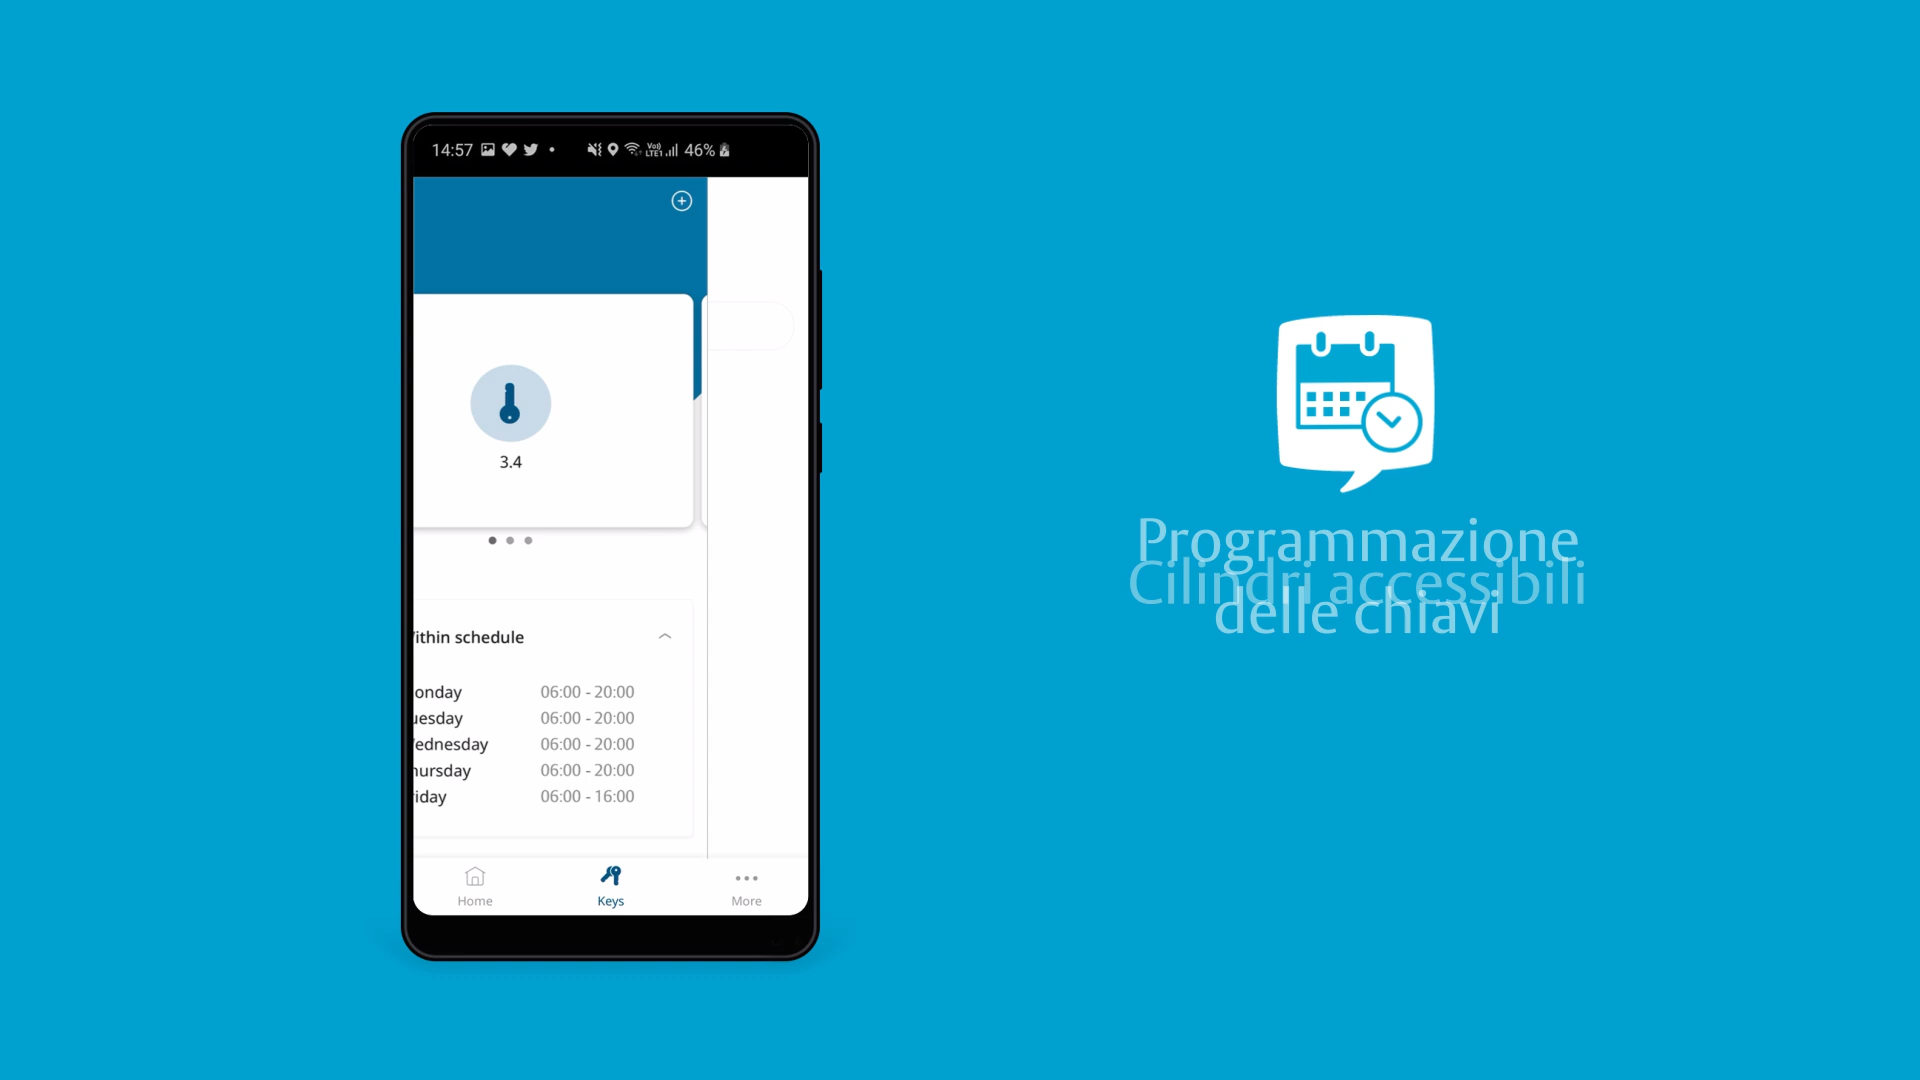 14:57 46%
3.4
ithin schedule
onday 06:00 - 20:00
uesday 06:00 - 20:00
ednesday 06:00 - 20:00
hursday 06:00 - 20:00
iday 06:00 - 16:00
Home Keys More
Programmazione
Cilindri accessibili
delle chiavi